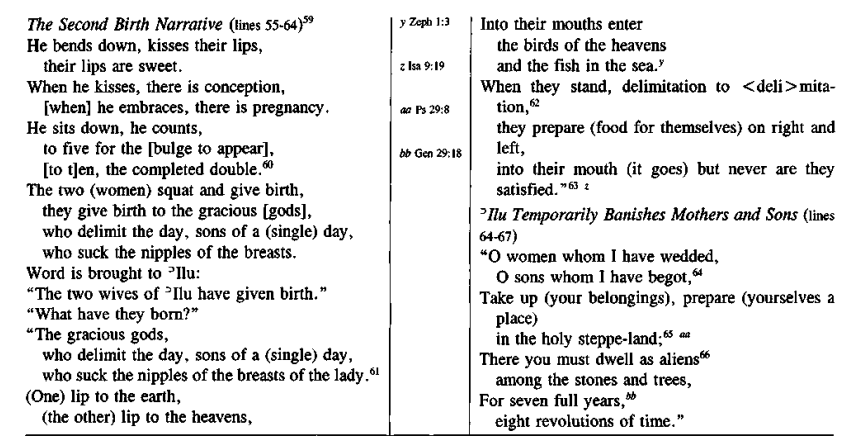 The Second Birth Narrative (lines 55-64)⁵⁹
He bends down, kisses their lips,
their lips are sweet.
When he kisses, there is conception,
[when] he embraces, there is pregnancy.
He sits down, he counts,
to five for the [bulge to appear],
[to t]en, the completed double.⁶⁰
The two (women) squat and give birth,
they give birth to the gracious [gods],
who delimit the day, sons of a (single) day,
who suck the nipples of the breasts.
Word is brought to ᵓIlu:
“The two wives of ᵓIlu have given birth.”
“What have they born?”
“The gracious gods,
who delimit the day, sons of a (single) day,
who suck the nipples of the breasts of the lady.⁶¹
(One) lip to the earth,
(the other) lip to the heavens,
y Zeph 1:3
z Isa 9:19
aa Ps 29:8
bb Gen 29:18
Into their mouths enter
the birds of the heavens
and the fish in the sea.ʸ
When they stand, delimitation to <deli>mita-
tion,⁶²
they prepare (food for themselves) on right and
left,
into their mouth (it goes) but never are they
satisfied.”⁶³ ᶻ
ᵓIlu Temporarily Banishes Mothers and Sons (lines
64-67)
“O women whom I have wedded,
O sons whom I have begot,⁶⁴
Take up (your belongings), prepare (yourselves a
place)
in the holy steppe-land;⁶⁵ ᵃᵃ
There you must dwell as aliens⁶⁶
among the stones and trees,
For seven full years,ᵇᵇ
eight revolutions of time.”